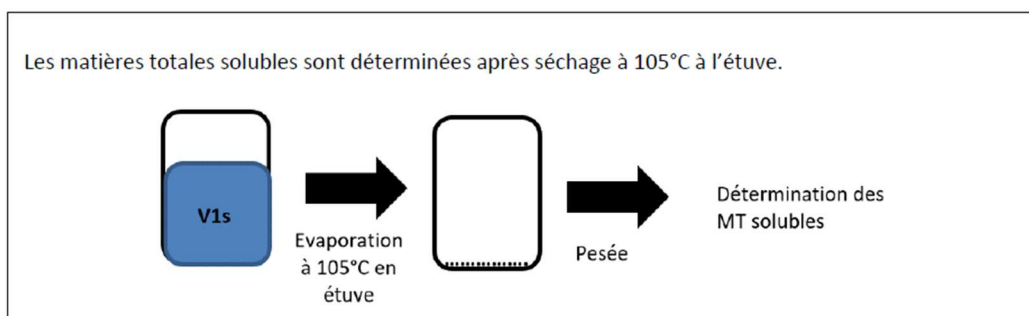 Les matières totales solubles sont déterminées après séchage à 105°C à l'étuve.
V1s
Evaporation
à 105°C en
étuve
Pesée
Détermination des
MT solubles